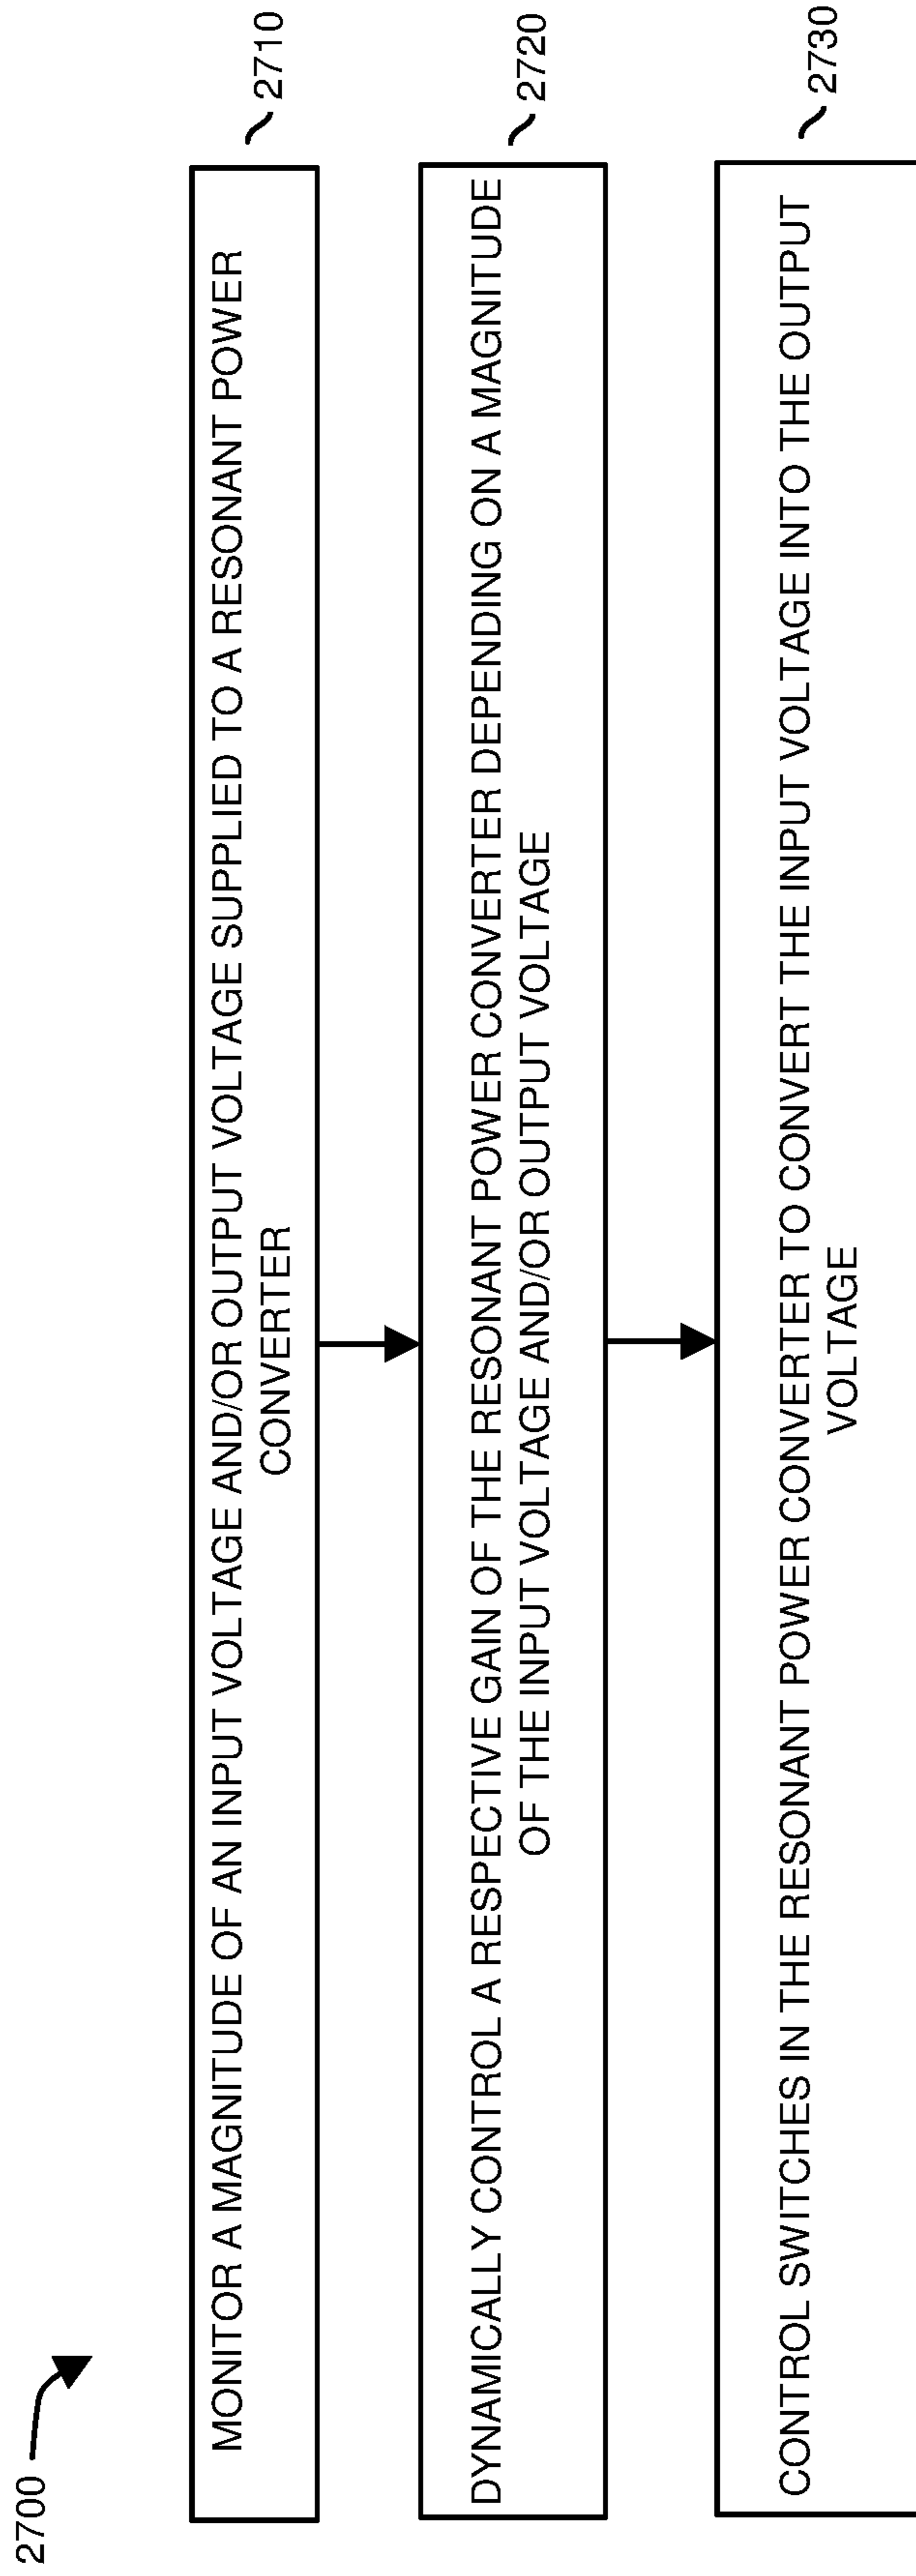 2700
MONITOR A MAGNITUDE OF AN INPUT VOLTAGE AND/OR OUTPUT VOLTAGE SUPPLIED TO A RESONANT POWER
CONVERTER
2710
DYNAMICALLY CONTROL A RESPECTIVE GAIN OF THE RESONANT POWER CONVERTER DEPENDING ON A MAGNITUDE
OF THE INPUT VOLTAGE AND/OR OUTPUT VOLTAGE
2720
CONTROL SWITCHES IN THE RESONANT POWER CONVERTER TO CONVERT THE INPUT VOLTAGE INTO THE OUTPUT
VOLTAGE
2730